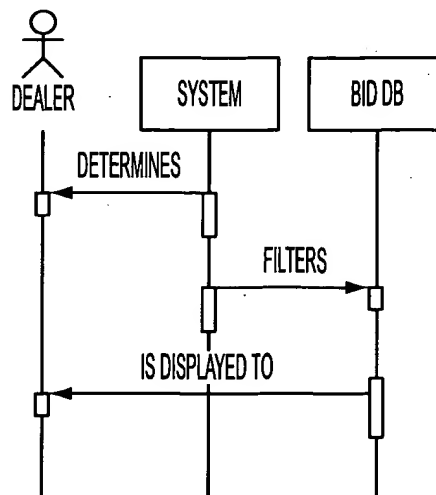 DEALER
SYSTEM
BID DB
DETERMINES
FILTERS
IS DISPLAYED TO